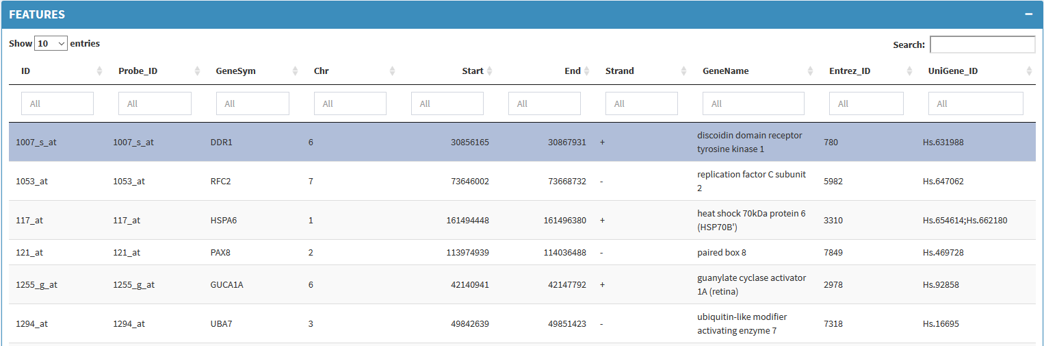 FEATURES
Show 10 entries Search:
ID Probe_ID GeneSym Chr Start End Strand GeneName Entrez_ID UniGene_ID
All All All All All All All All All All
1007_s_at 1007_s_at DDR1 6 30856165 30867931 + discoidin domain receptor 780 Hs.631988
tyrosine kinase 1
1053_at 1053_at RFC2 7 73646002 73668732 - replication factor C subunit 5982 Hs.647062
2
117_at 117_at HSPA6 1 161494448 161496380 + heat shock 70kDa protein 6 3310 Hs.654614;Hs.662180
(HSP70B')
121_at 121_at PAX8 2 113974939 114036488 - paired box 8 7849 Hs.469728
1255_g_at 1255_g_at GUCA1A 6 42140941 42147792 + guanylate cyclase activator 2978 Hs.92858
1A (retina)
1294_at 1294_at UBA7 3 49842639 49851423 - ubiquitin-like modifier 7318 Hs.16695
activating enzyme 7